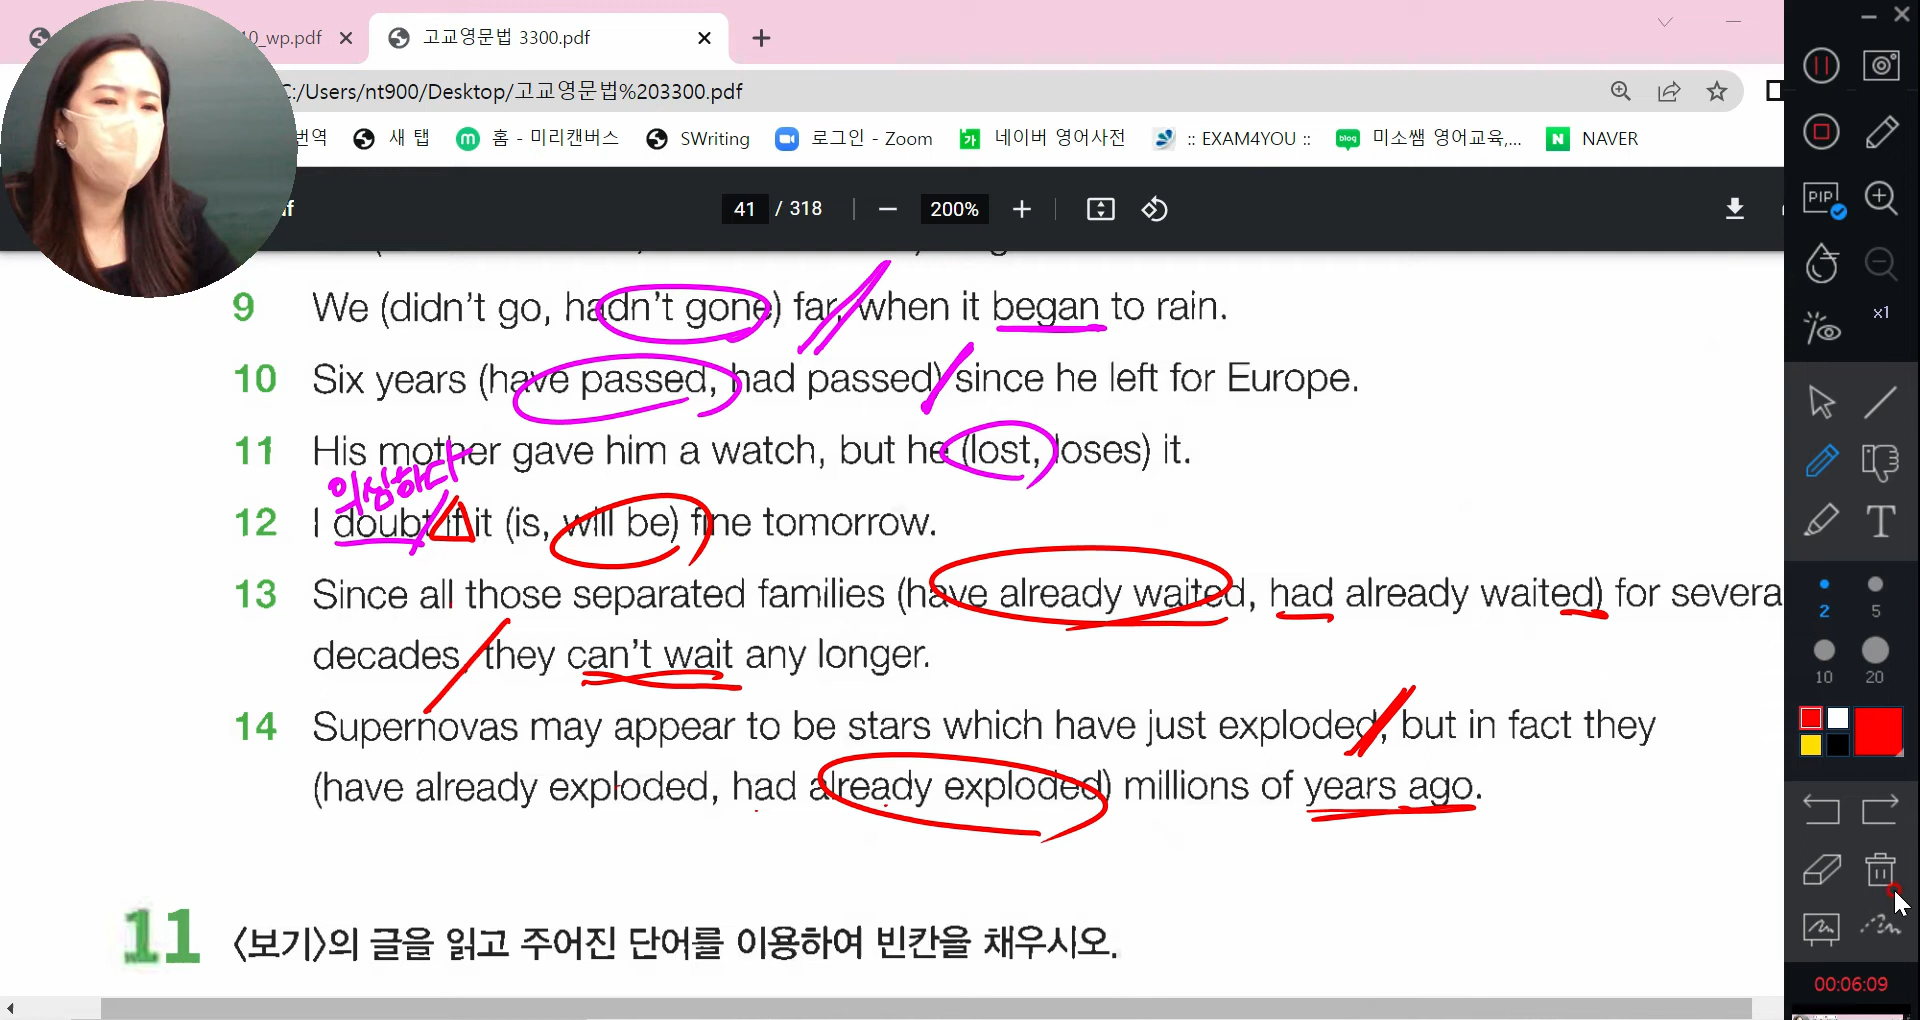 10_wp.pdf
고교영문법 3300.pdf
C:/Users/nt900/Desktop/고교영문법%203300.pdf
번역 새 탭 홈 - 미리캔버스 SWriting 로그인 - Zoom 네이버 영어사전 :: EXAM4YOU :: 미소쌤 영어교육,... NAVER
41 / 318 200%
9 We (didn't go, hadn't gone) far, when it began to rain.
10 Six years (have passed, had passed) since he left for Europe.
11 His mother gave him a watch, but he (lost, loses) it.
의심하다
12 I doubt if it (is, will be) fine tomorrow.
13 Since all those separated families (have already waited, had already waited) for severa
decades, they can't wait any longer.
14 Supernovas may appear to be stars which have just exploded, but in fact they
(have already exploded, had already exploded) millions of years ago.
11 〈보기〉의 글을 읽고 주어진 단어를 이용하여 빈칸을 채우시오.
PIP
x1
T
2 5
10 20
00:06:09